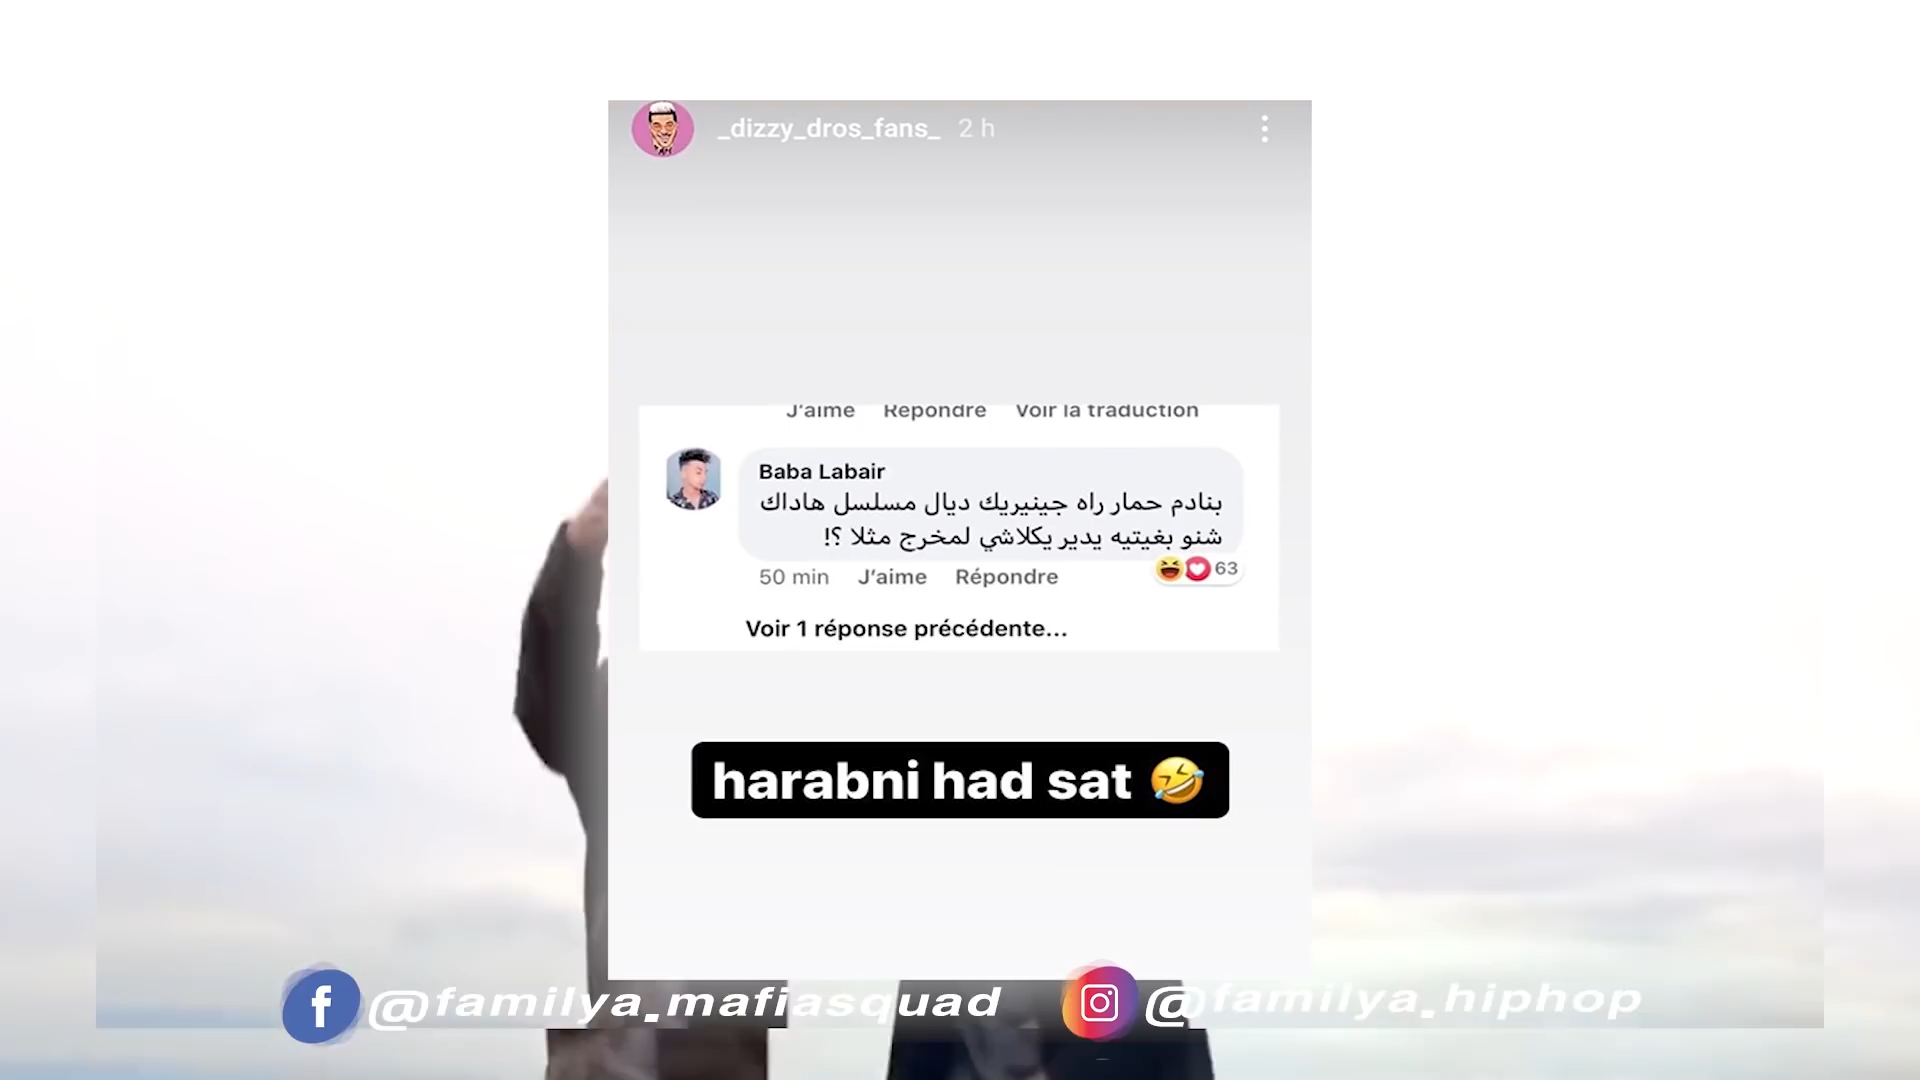 _dizzy_dros_fans_ 2 h
J'aime Répondre Voir la traduction
Baba Labair
بنادم حمار راه جينيريك ديال مسلسل هاداك
شنو بغيتيه يدير يكلاشي لمخرج مثلا ؟!
50 min J'aime Répondre 63
Voir 1 réponse précédente...
harabni had sat 🤣
@familya_mafiasquad @familya_hiphop